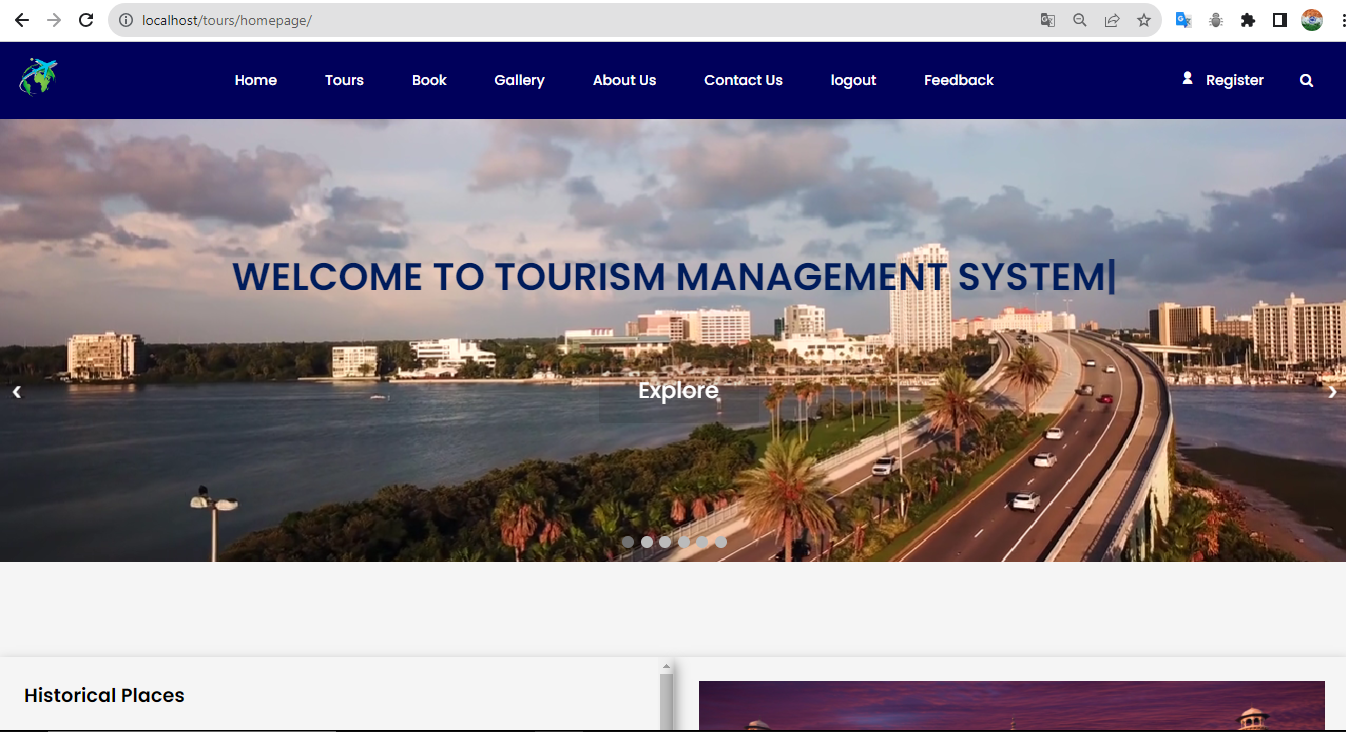 localhost/tours/homepage/
Home Tours Book Gallery About Us Contact Us logout Feedback Register
WELCOME TO TOURISM MANAGEMENT SYSTEM|
Explore
Historical Places